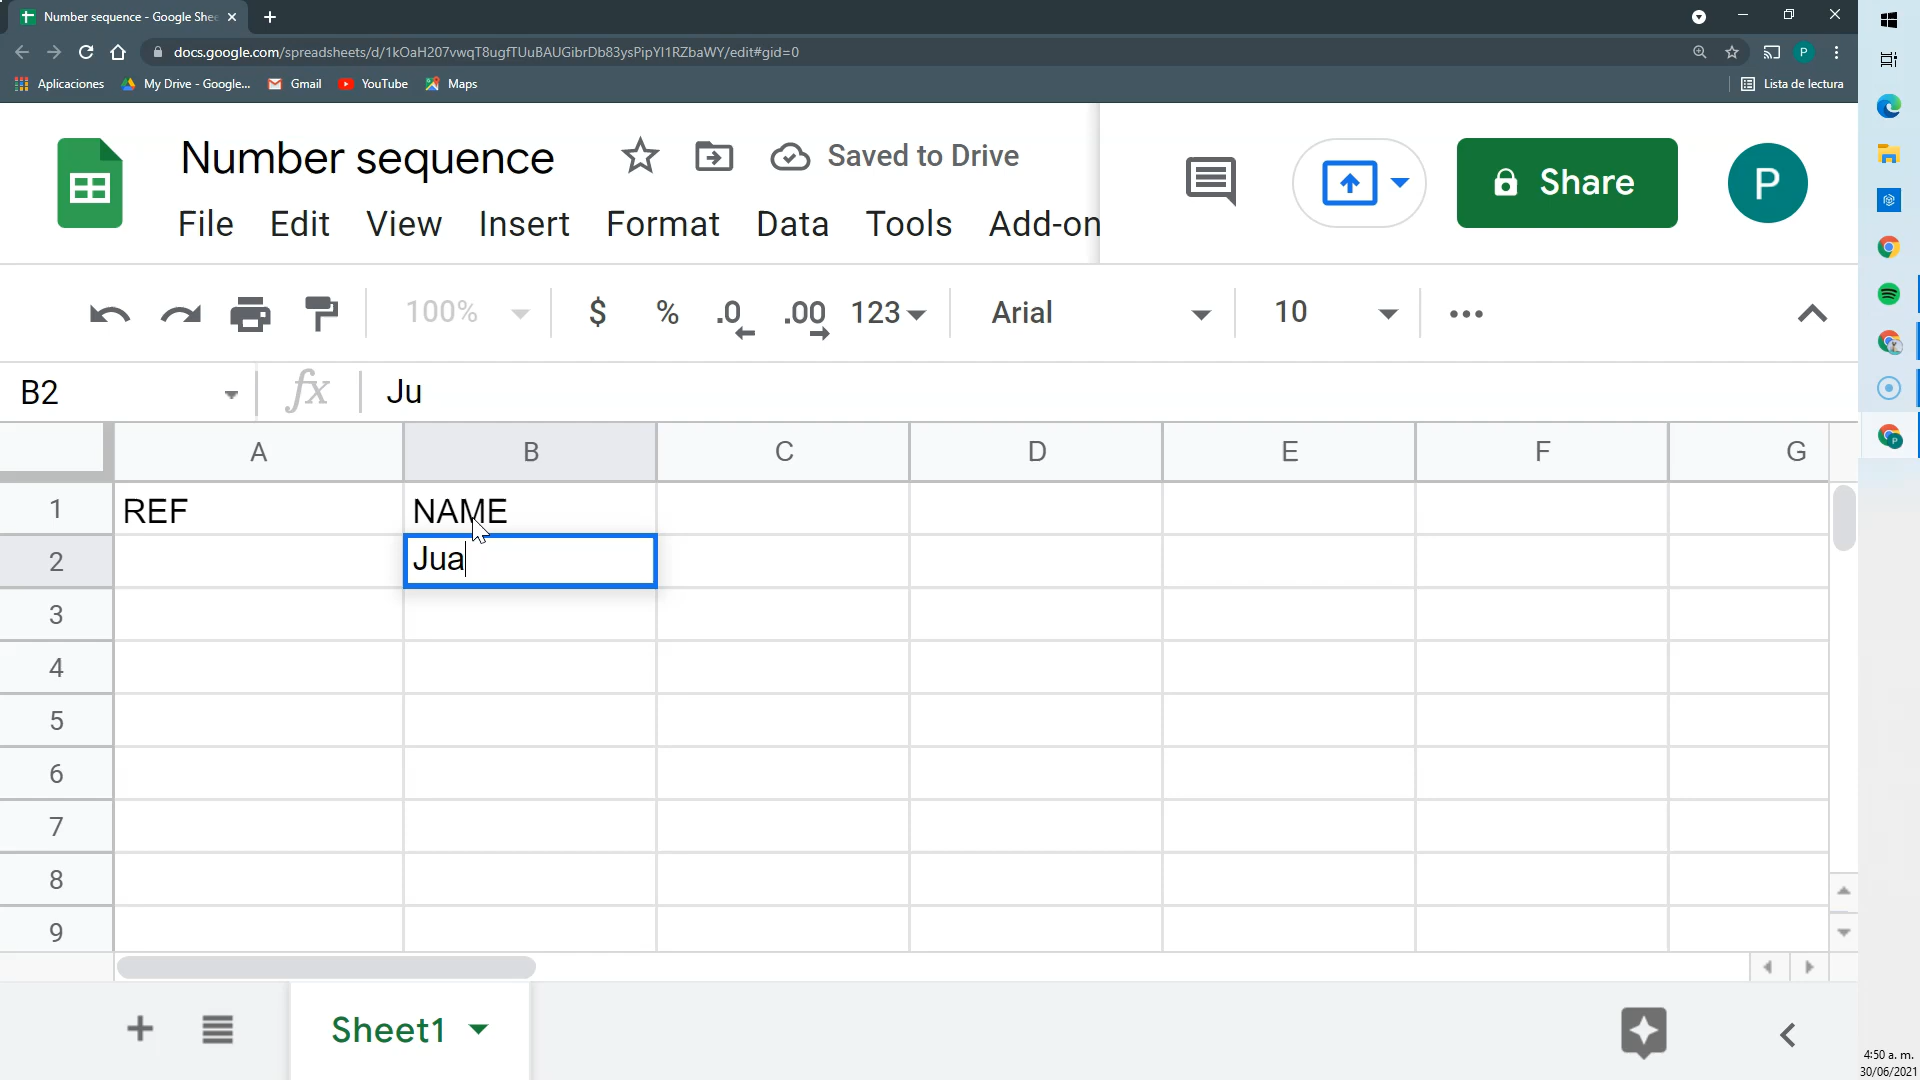 Number sequence - Google Shee
docs.google.com/spreadsheets/d/1kOaH207vwqT8ugfTUuBAUGibrDb83ysPipYI1RZbaWY/edit#gid=0
P
Aplicaciones My Drive - Google... Gmail YouTube Maps Lista de lectura
Number sequence Saved to Drive
File Edit View Insert Format Data Tools Add-on
Share
P
100% $ % .0 .00 123 Arial 10
B2 fx Ju
A B C D E F G
1 REF NAME
2 Jua
3
4
5
6
7
8
9
Sheet1
4:50 a. m.
30/06/2021